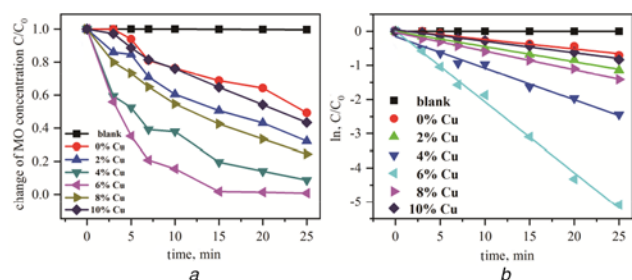 change of MO concentration C/C0
1.0
0.8
0.6
0.4
0.2
0.0
blank
0% Cu
2% Cu
4% Cu
6% Cu
8% Cu
10% Cu
0 5 10 15 20 25
time, min
a
ln, C/C0
0
-1
-2
-3
-4
-5
blank
0% Cu
2% Cu
4% Cu
6% Cu
8% Cu
10% Cu
0 5 10 15 20 25
time, min
b